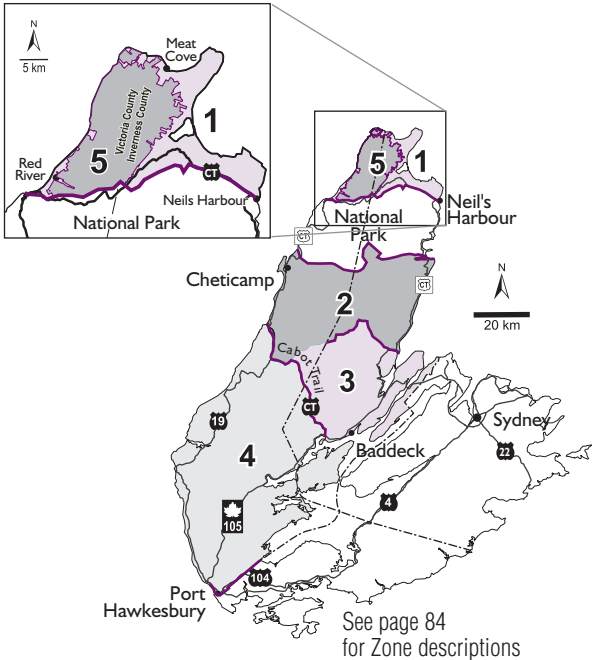 N
5 km
Meat
Cove
Victoria County
Inverness County
1
5
Red
River
CT
National Park
Neils Harbour
5
1
National
Park
Neil's
Harbour
CT
CT
Cheticamp
N
20 km
2
Cabot Trail
3
CT
19
4
Sydney
Baddeck
22
4
105
104
Port
Hawkesbury
See page 84
for Zone descriptions